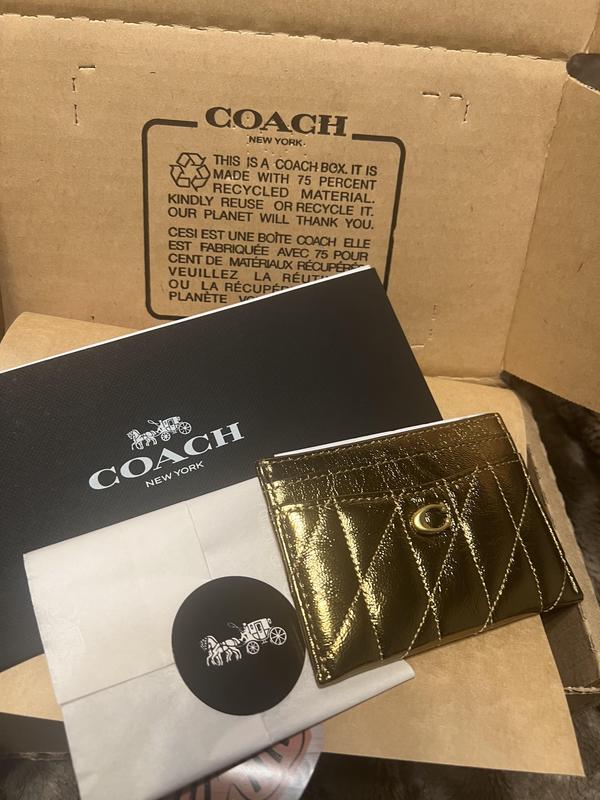 COACH
NEW YORK
THIS IS A COACH BOX. IT IS
MADE WITH 75 PERCENT
RECYCLED MATERIAL.
KINDLY REUSE OR RECYCLE IT.
OUR PLANET WILL THANK YOU.
CESI EST UNE BOÎTE COACH ELLE
EST FABRIQUÉE AVEC 75 POUR
CENT DE MATÉRIAUX RÉCUPÉRÉS
VEUILLEZ LA
OU LA
PLANÈTE
COACH
NEW YORK
C